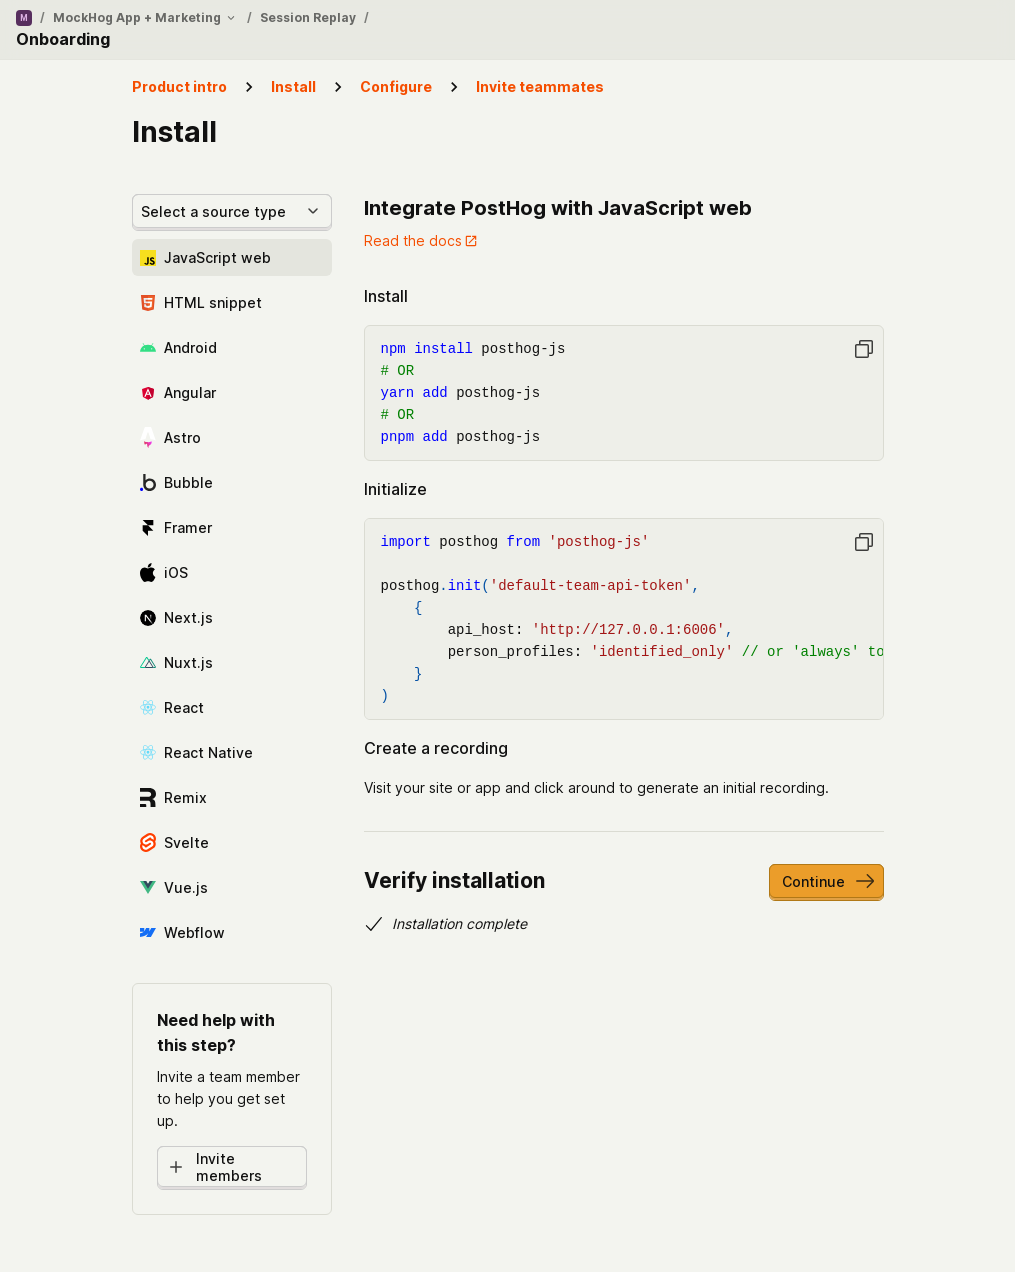 M / MockHog App + Marketing / Session Replay /
Onboarding
Product intro > Install > Configure > Invite teammates
Install
Select a source type
JS JavaScript web
HTML snippet
Android
Angular
Astro
Bubble
Framer
iOS
Next.js
Nuxt.js
React
React Native
Remix
Svelte
Vue.js
Webflow
Need help with
this step?
Invite a team member
to help you get set
up.
Invite
members
Integrate PostHog with JavaScript web
Read the docs
Install
npm install posthog-js
# OR
yarn add posthog-js
# OR
pnpm add posthog-js
Initialize
import posthog from 'posthog-js'
posthog.init('default-team-api-token',
{
api_host: 'http://127.0.0.1:6006',
person_profiles: 'identified_only' // or 'always' to
}
)
Create a recording
Visit your site or app and click around to generate an initial recording.
Verify installation
Continue
Installation complete